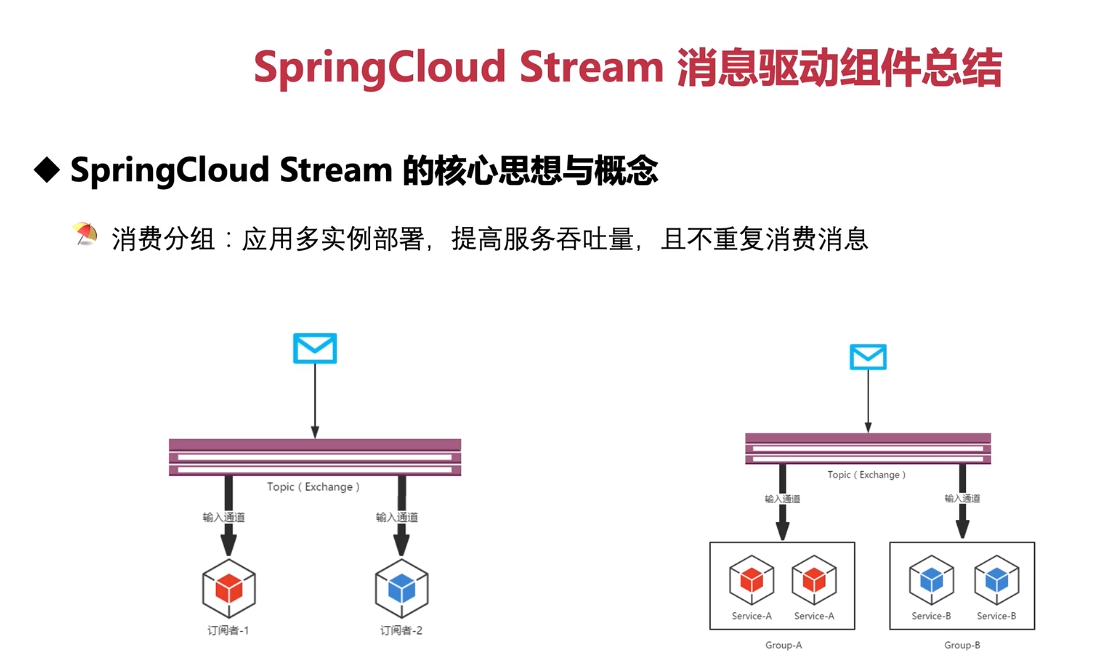 SpringCloud Stream 消息驱动组件总结
SpringCloud Stream 的核心思想与概念
消费分组：应用多实例部署，提高服务吞吐量，且不重复消费消息
Topic（Exchange）
输入通道
输入通道
订阅者-1
订阅者-2
Topic（Exchange）
输入通道
输入通道
Service-A
Service-A
Group-A
Service-B
Service-B
Group-B